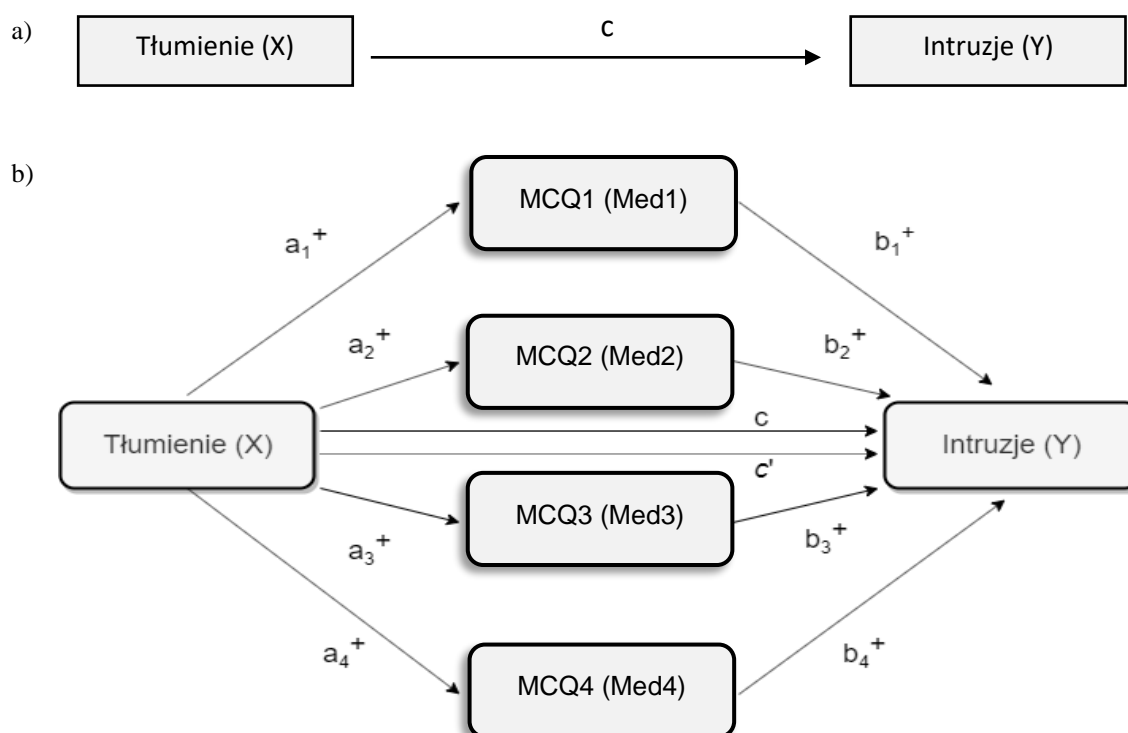 a)
Tłumienie (X)
c
Intruzje (Y)
b)
MCQ1 (Med1)
a₁⁺
b₁⁺
MCQ2 (Med2)
a₂⁺
b₂⁺
c
Tłumienie (X)
Intruzje (Y)
c'
MCQ3 (Med3)
a₃⁺
b₃⁺
a₄⁺
b₄⁺
MCQ4 (Med4)